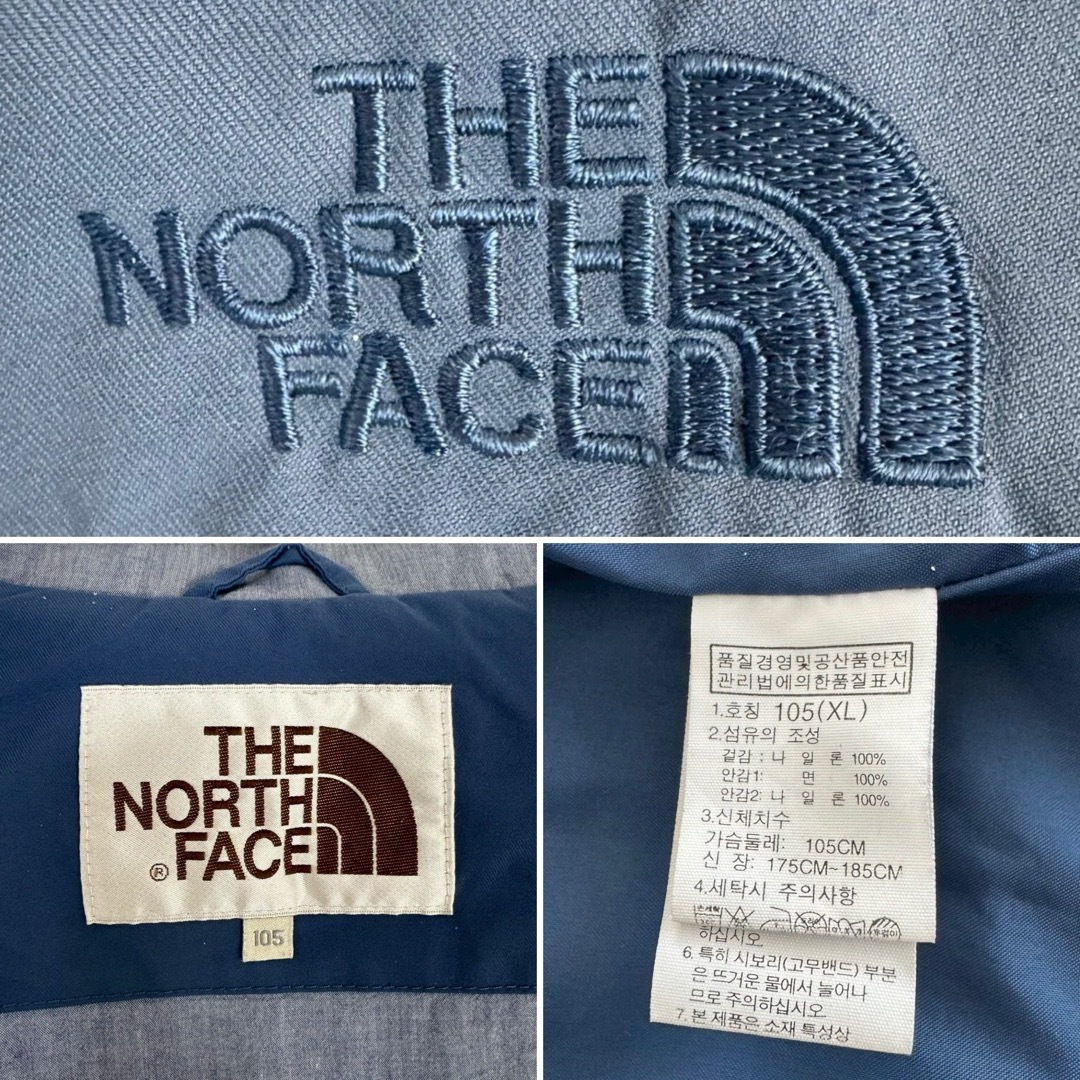 THE
NORTH
FACE
THE
NORTH
FACE
®
105
품질경영및공산품안전
관리법에의한품질표시
1.호칭 105(XL)
2.섬유의 조성
겉감 : 나 일 론 100%
안감1: 면 100%
안감2: 나 일 론 100%
3.신체치수
가슴둘레: 105CM
신 장: 175CM~185CM
4.세탁시 주의사항
하십시오.
6. 특히 시보리(고무밴드) 부분
은 뜨거운 물에서 늘어나
므로 주의하십시오.
7. 본 제품은 소재 특성상